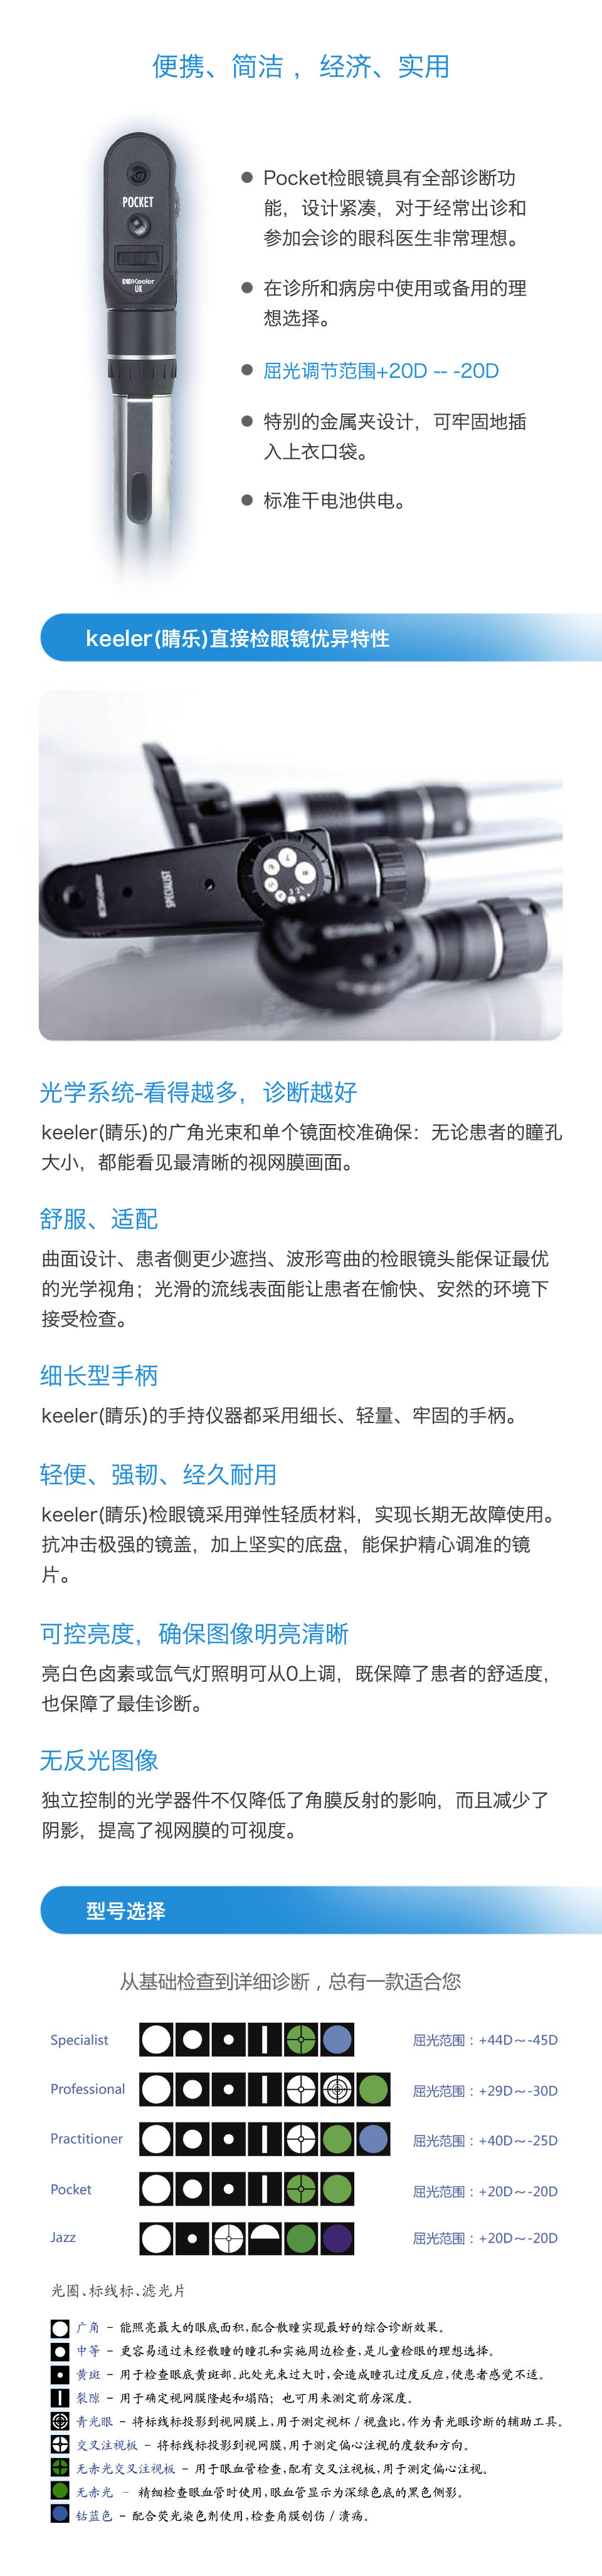 便携、简洁，经济、实用
POCKET
Keeler
UK
● Pocket检眼镜具有全部诊断功
能，设计紧凑，对于经常出诊和
参加会诊的眼科医生非常理想。
● 在诊所和病房中使用或备用的理
想选择。
● 屈光调节范围+20D -- -20D
● 特别的金属夹设计，可牢固地插
入上衣口袋。
● 标准干电池供电。
keeler(睛乐)直接检眼镜优异特性
SPECIALIST
光学系统-看得越多，诊断越好
keeler(睛乐)的广角光束和单个镜面校准确保：无论患者的瞳孔
大小，都能看见最清晰的视网膜画面。
舒服、适配
曲面设计、患者侧更少遮挡、波形弯曲的检眼镜头能保证最优
的光学视角；光滑的流线表面能让患者在愉快、安然的环境下
接受检查。
细长型手柄
keeler(睛乐)的手持仪器都采用细长、轻量、牢固的手柄。
轻便、强韧、经久耐用
keeler(睛乐)检眼镜采用弹性轻质材料，实现长期无故障使用。
抗冲击极强的镜盖，加上坚实的底盘，能保护精心调准的镜
片。
可控亮度，确保图像明亮清晰
亮白色卤素或氙气灯照明可从0上调，既保障了患者的舒适度，
也保障了最佳诊断。
无反光图像
独立控制的光学器件不仅降低了角膜反射的影响，而且减少了
阴影，提高了视网膜的可视度。
型号选择
从基础检查到详细诊断，总有一款适合您
Specialist 屈光范围：+44D～-45D
Professional 屈光范围：+29D～-30D
Practitioner 屈光范围：+40D～-25D
Pocket 屈光范围：+20D～-20D
Jazz 屈光范围：+20D～-20D
光圈、标线标、滤光片
广角 - 能照亮最大的眼底面积，配合散瞳实现最好的综合诊断效果。
中等 - 更容易通过未经散瞳的瞳孔和实施周边检查，是儿童检眼的理想选择。
黄斑 - 用于检查眼底黄斑部。此处光束过大时，会造成瞳孔过度反应，使患者感觉不适。
裂隙 - 用于确定视网膜隆起和塌陷；也可用来测定前房深度。
青光眼 - 将标线标投影到视网膜上，用于测定视杯／视盘比，作为青光眼诊断的辅助工具。
交叉注视板 - 将标线标投影到视网膜，用于测定偏心注视的度数和方向。
无赤光交叉注视板 - 用于眼血管检查，配有交叉注视板，用于测定偏心注视。
无赤光 - 精细检查眼血管时使用，眼血管显示为深绿色底的黑色侧影。
钴蓝色 - 配合荧光染色剂使用，检查角膜创伤／溃疡。